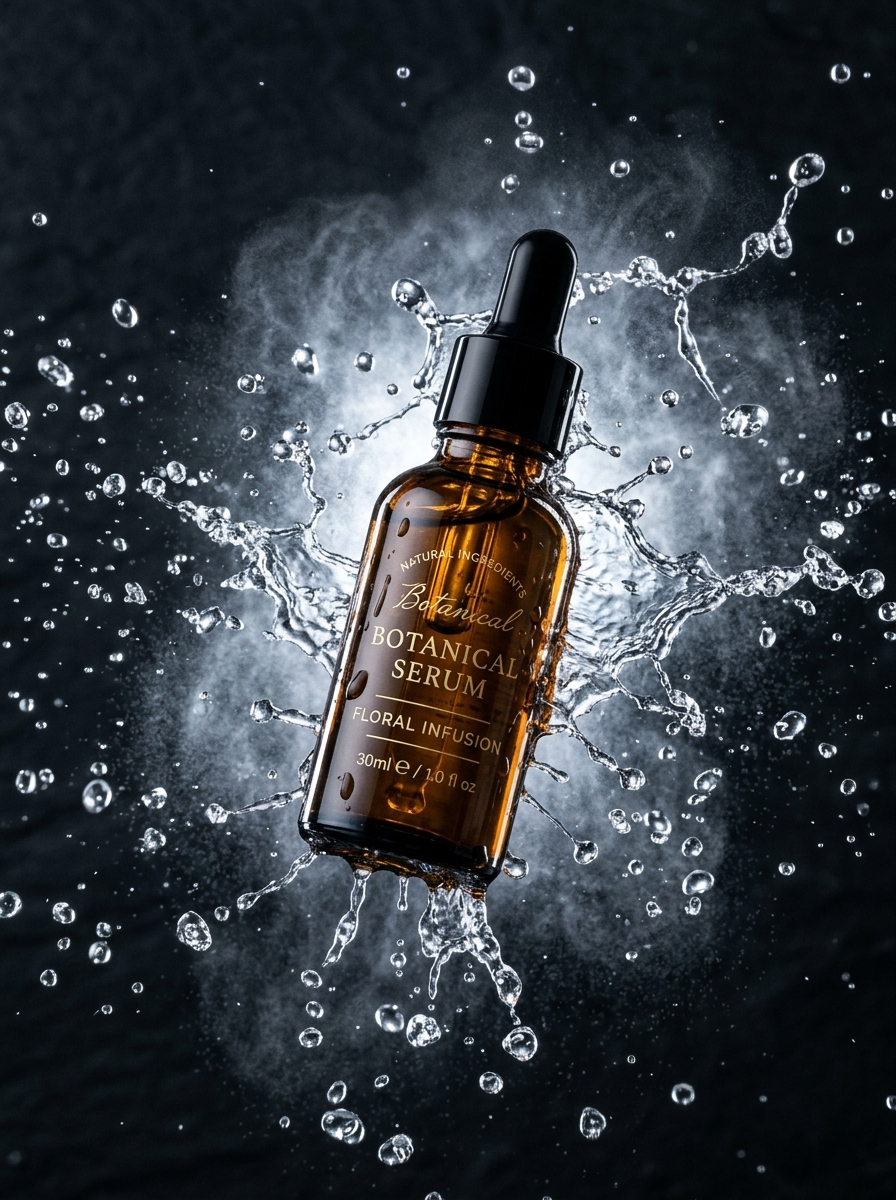 NATURAL INGREDIENTS
Botanical
BOTANICAL
SERUM
FLORAL INFUSION
30ml ℮ / 1.0 fl oz